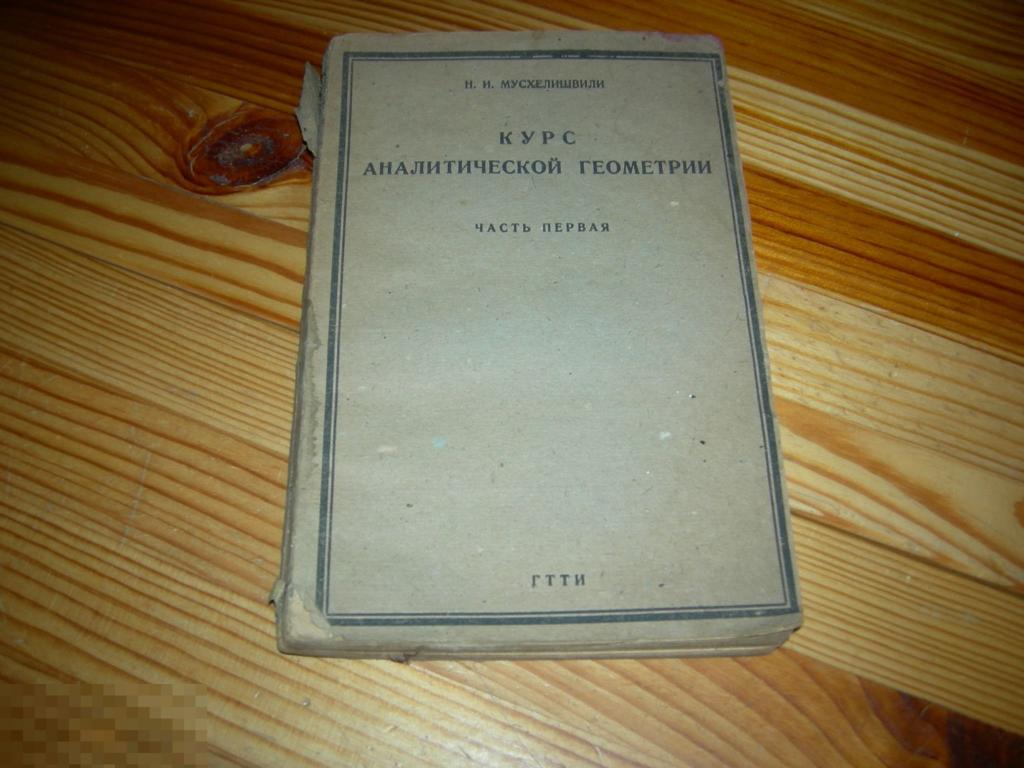 Н. И. МУСХЕЛИШВИЛИ
КУРС
АНАЛИТИЧЕСКОЙ ГЕОМЕТРИИ
ЧАСТЬ ПЕРВАЯ
ГТТИ